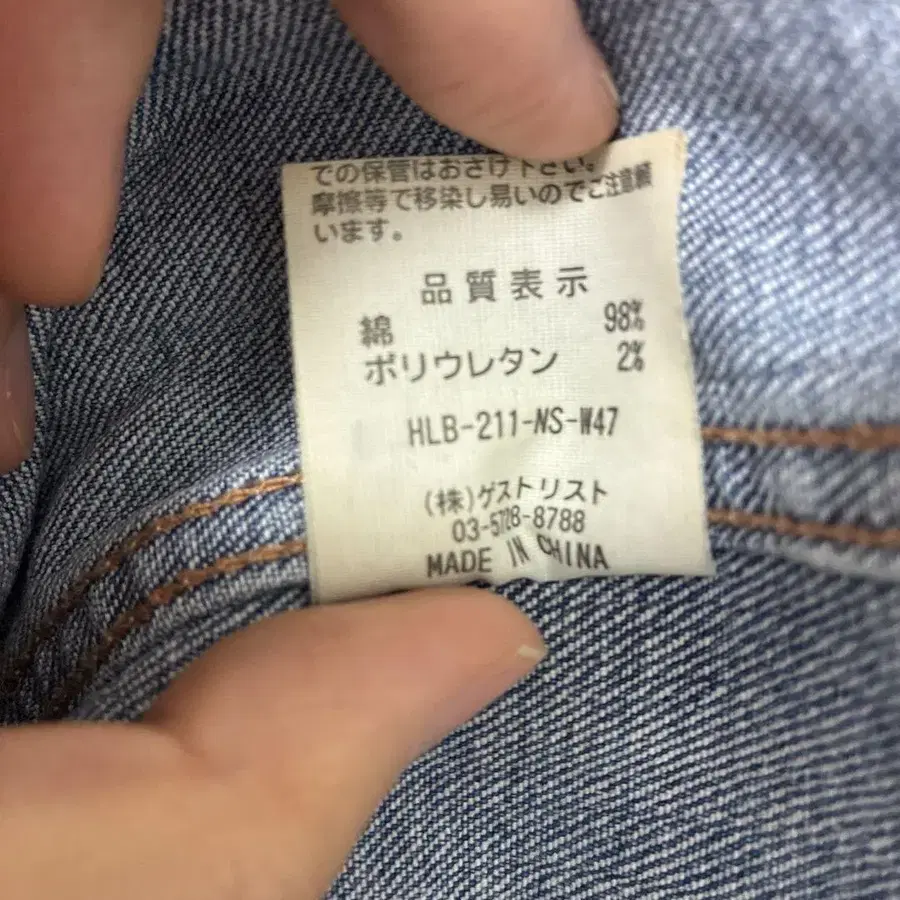 での保管はおさけ下さい。
摩擦等で移染し易いのでご注意願
います。
品質表示
綿 98%
ポリウレタン 2%
HLB-211-NS-W47
(株)ゲストリスト
03-5728-8788
MADE IN CHINA